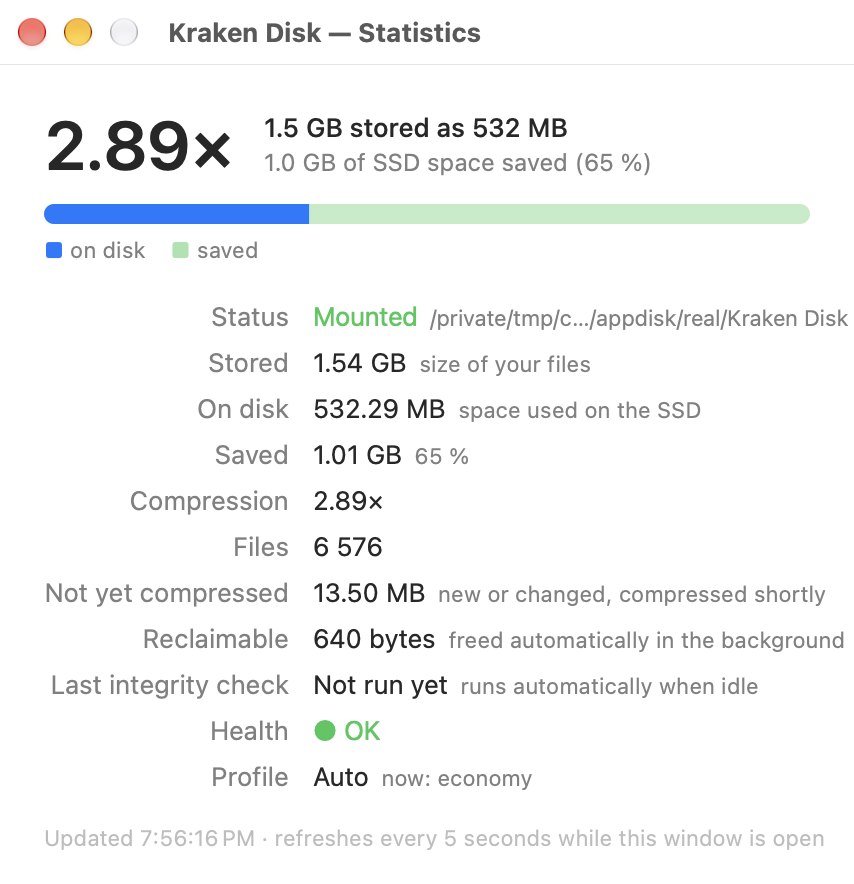 Kraken Disk — Statistics
2.89×
1.5 GB stored as 532 MB
1.0 GB of SSD space saved (65 %)
on disk saved
Status Mounted /private/tmp/c.../appdisk/real/Kraken Disk
Stored 1.54 GB size of your files
On disk 532.29 MB space used on the SSD
Saved 1.01 GB 65 %
Compression 2.89×
Files 6 576
Not yet compressed 13.50 MB new or changed, compressed shortly
Reclaimable 640 bytes freed automatically in the background
Last integrity check Not run yet runs automatically when idle
Health OK
Profile Auto now: economy
Updated 7:56:16 PM · refreshes every 5 seconds while this window is open